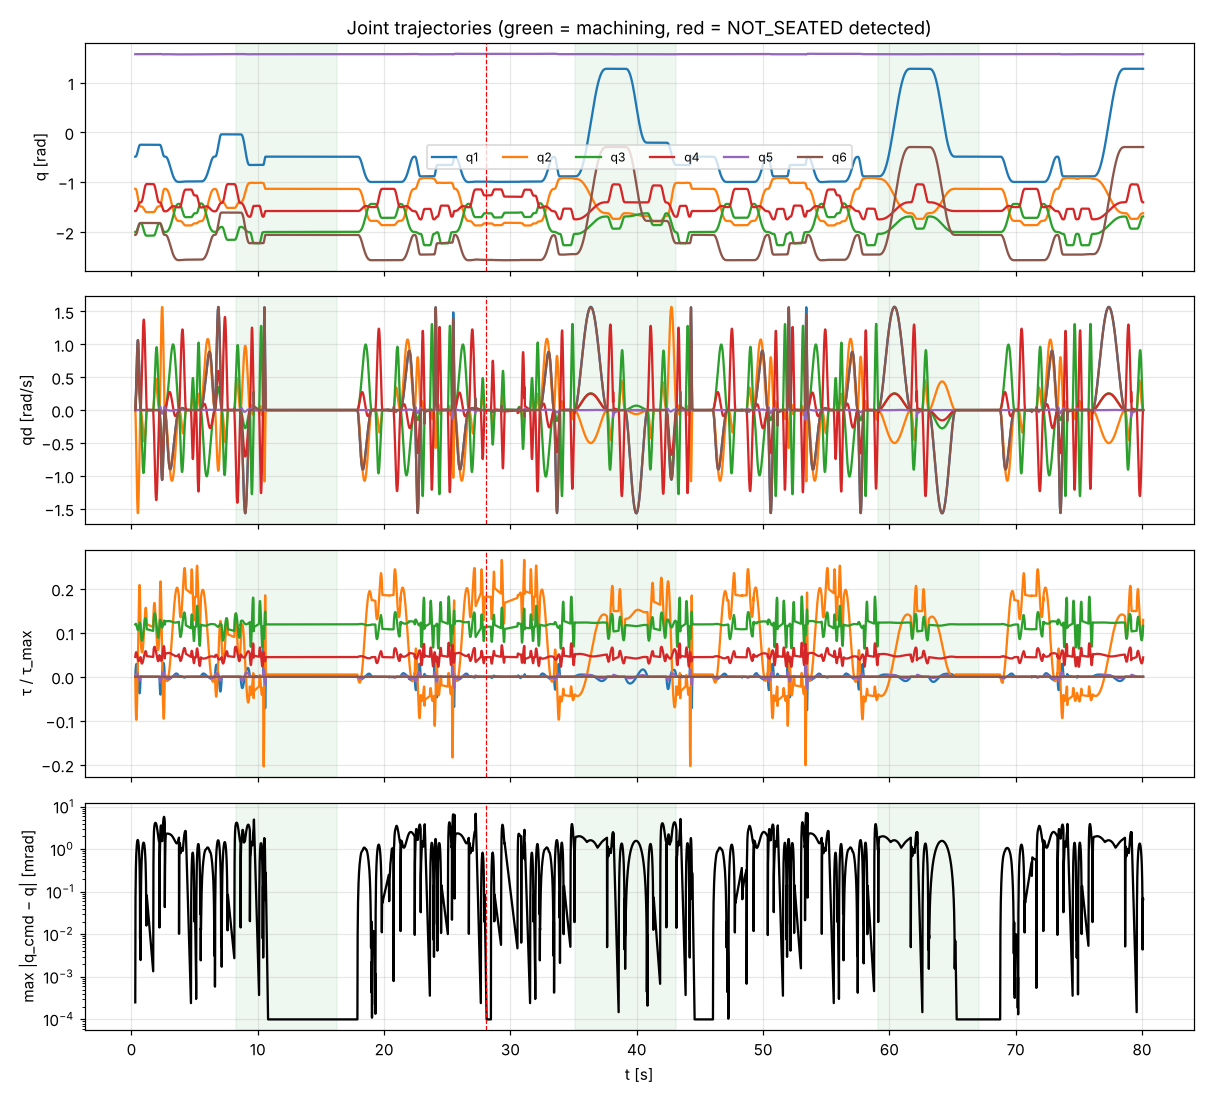 Joint trajectories (green = machining, red = NOT_SEATED detected)
1
0
−1
−2
q [rad]
q1 q2 q3 q4 q5 q6
1.5
1.0
0.5
0.0
−0.5
−1.0
−1.5
qd [rad/s]
0.2
0.1
0.0
−0.1
−0.2
τ / τ_max
10¹
10⁰
10⁻¹
10⁻²
10⁻³
10⁻⁴
max |q_cmd − q| [mrad]
0 10 20 30 40 50 60 70 80
t [s]